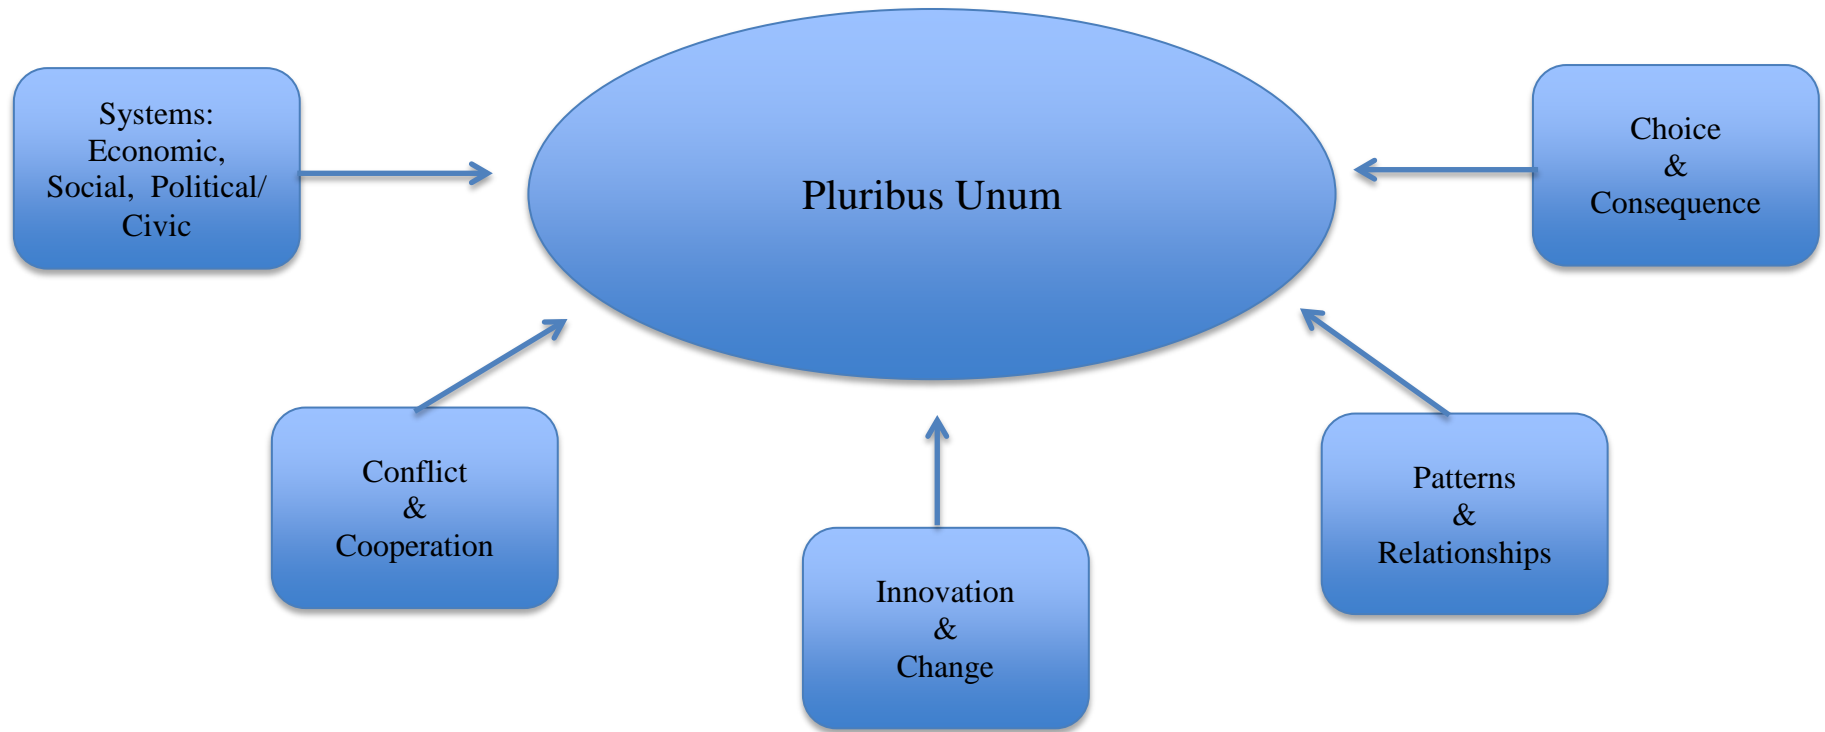 Pluribus Unum
Systems:
Economic,
Social, Political/
Civic
Choice
&
Consequence
Conflict
&
Cooperation
Innovation
&
Change
Patterns
&
Relationships